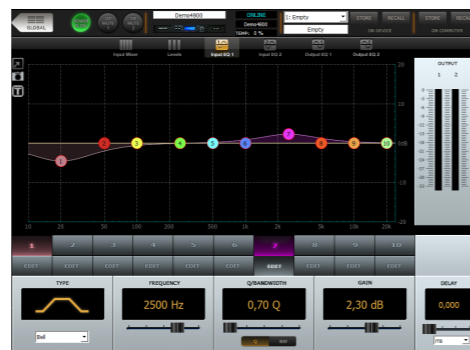 GLOBAL
Demo4800
ONLINE
Demo4800
TEMP: 0 %
1: Empty
Empty
STORE
RECALL
STORE
RECALL
ON DEVICE
ON COMPUTER
Input Mixer
Levels
Input EQ 1
Input EQ 2
Output EQ 1
Output EQ 2
T
20
10
0dB
-10
-20
1 2 3 4 5 6 7 8 9 10
10 20 50 100 200 500 1k 2k 5k 10k 20k
OUTPUT
1 2
1 2 3 4 5 6 7 8 9 10
EDIT EDIT EDIT EDIT EDIT EDIT EDIT EDIT EDIT EDIT
TYPE
Bell
FREQUENCY
2500 Hz
Q/BANDWIDTH
0,70 Q
Q
BW
GAIN
2,30 dB
DELAY
0,000
ms